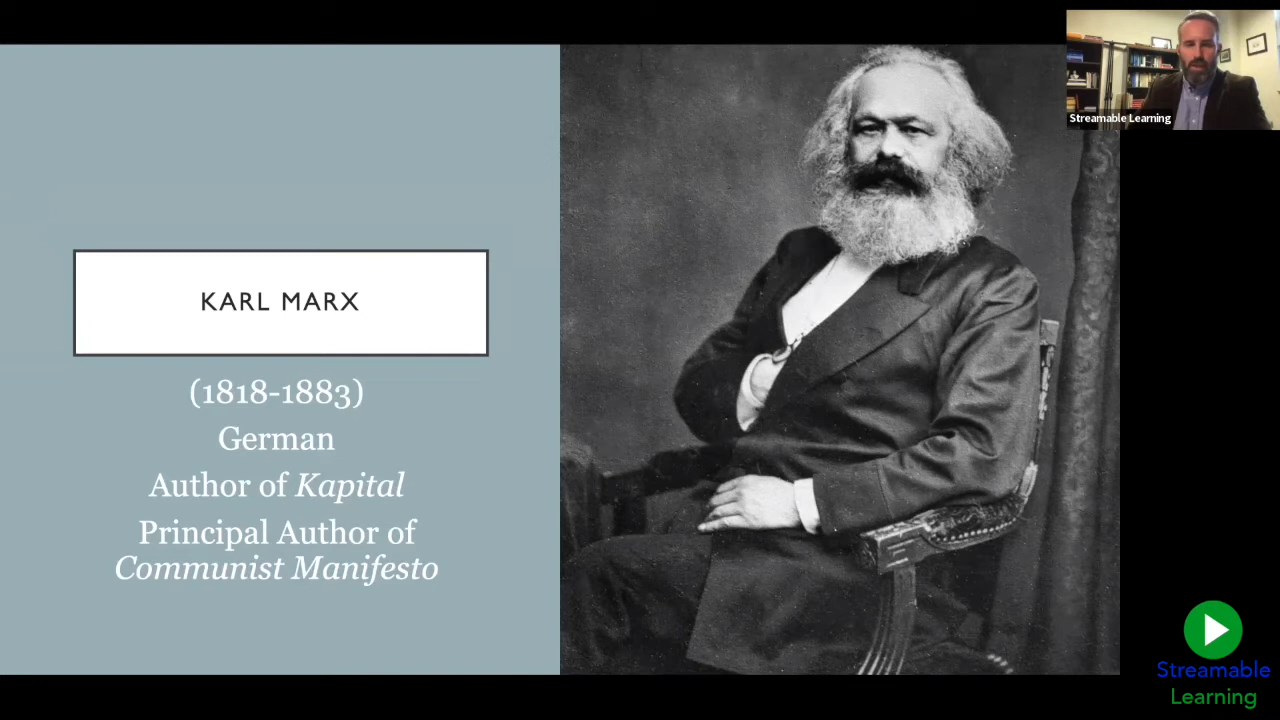 Streamable Learning
KARL MARX
(1818-1883)
German
Author of Kapital
Principal Author of
Communist Manifesto
Streamable
Learning